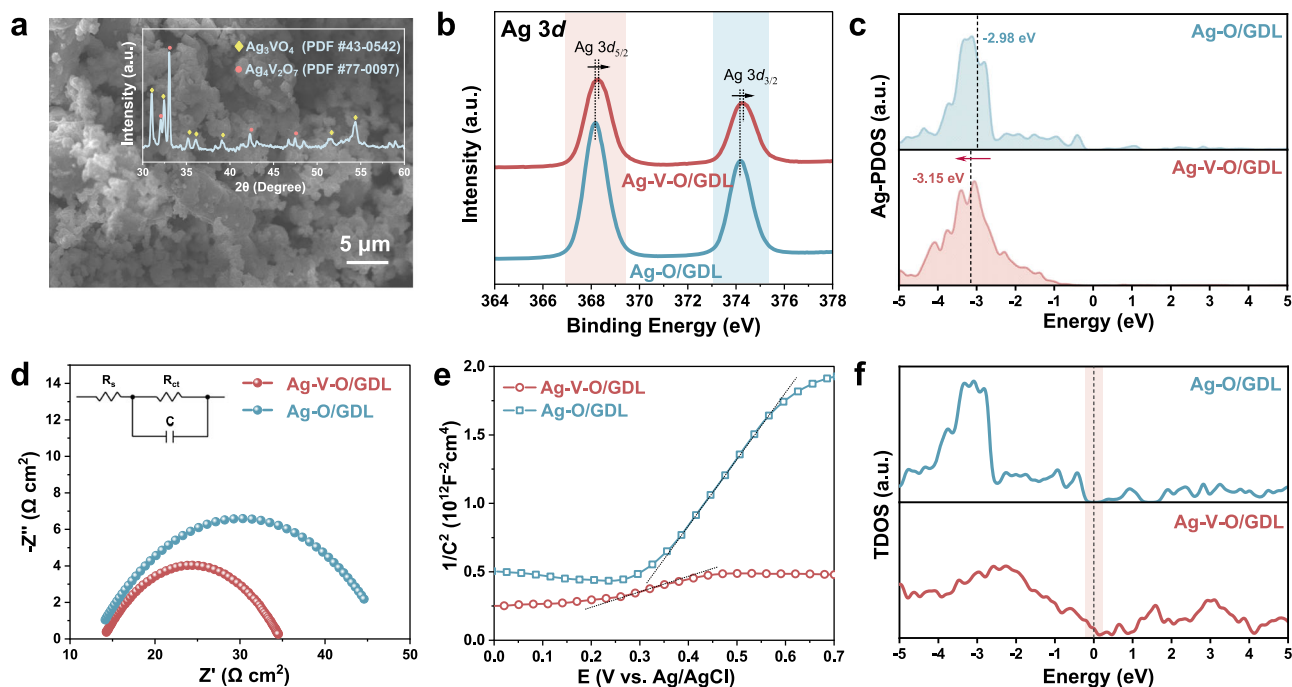 a
Ag₃VO₄ (PDF #43-0542)
Ag₄V₂O₇ (PDF #77-0097)
Intensity (a.u.)
30 35 40 45 50 55 60
2θ (Degree)
5 μm
b
Ag 3d
Ag 3d₅/₂
Ag 3d₃/₂
Ag-V-O/GDL
Ag-O/GDL
Intensity (a.u.)
364 366 368 370 372 374 376 378
Binding Energy (eV)
c
Ag-O/GDL
-2.98 eV
Ag-V-O/GDL
-3.15 eV
Ag-PDOS (a.u.)
-5 -4 -3 -2 -1 0 1 2 3 4 5
Energy (eV)
d
Rs
Rct
C
Ag-V-O/GDL
Ag-O/GDL
-Z'' (Ω cm²)
14
12
10
8
6
4
2
0
10 20 30 40 50 60
Z' (Ω cm²)
e
Ag-V-O/GDL
Ag-O/GDL
1/C² (10¹²F⁻²cm⁴)
2.0
1.5
1.0
0.5
0.0
0.0 0.1 0.2 0.3 0.4 0.5 0.6 0.7
E (V vs. Ag/AgCl)
f
Ag-O/GDL
Ag-V-O/GDL
TDOS (a.u.)
-5 -4 -3 -2 -1 0 1 2 3 4 5
Energy (eV)